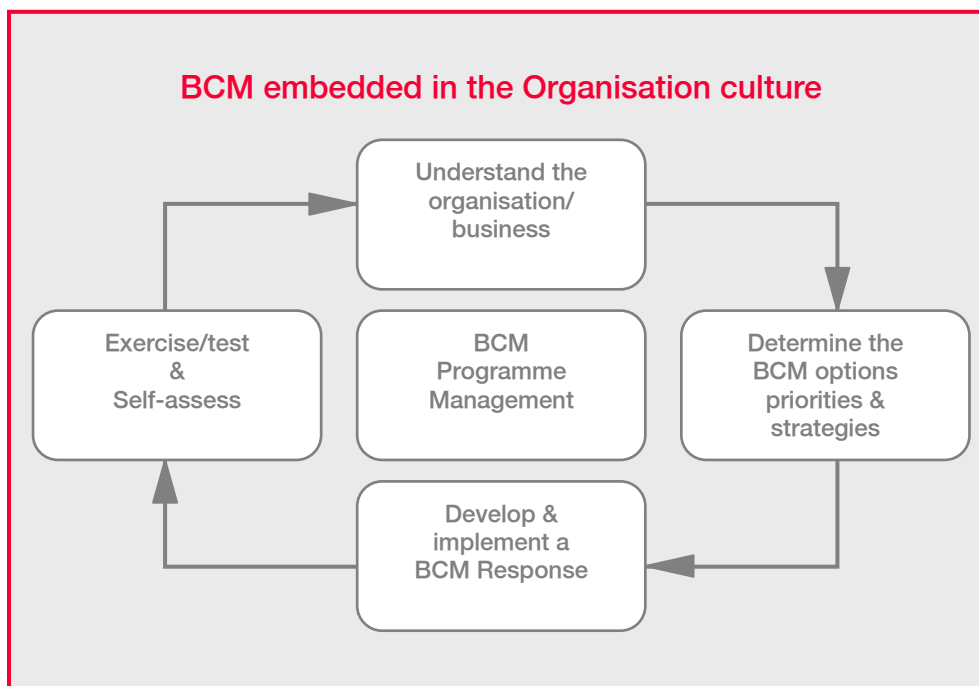 BCM embedded in the Organisation culture
Understand the
organisation/
business
Exercise/test
&
Self-assess
BCM
Programme
Management
Determine the
BCM options
priorities &
strategies
Develop &
implement a
BCM Response